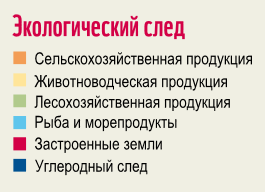 Экологический след
Сельскохозяйственная продукция
Животноводческая продукция
Лесохозяйственная продукция
Рыба и морепродукты
Застроенные земли
Углеродный след